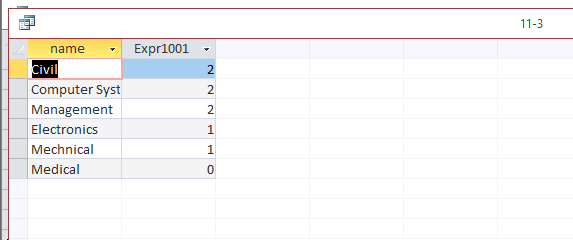 11-3
name Expr1001
Civil 2
Computer Syst 2
Management 2
Electronics 1
Mechnical 1
Medical 0